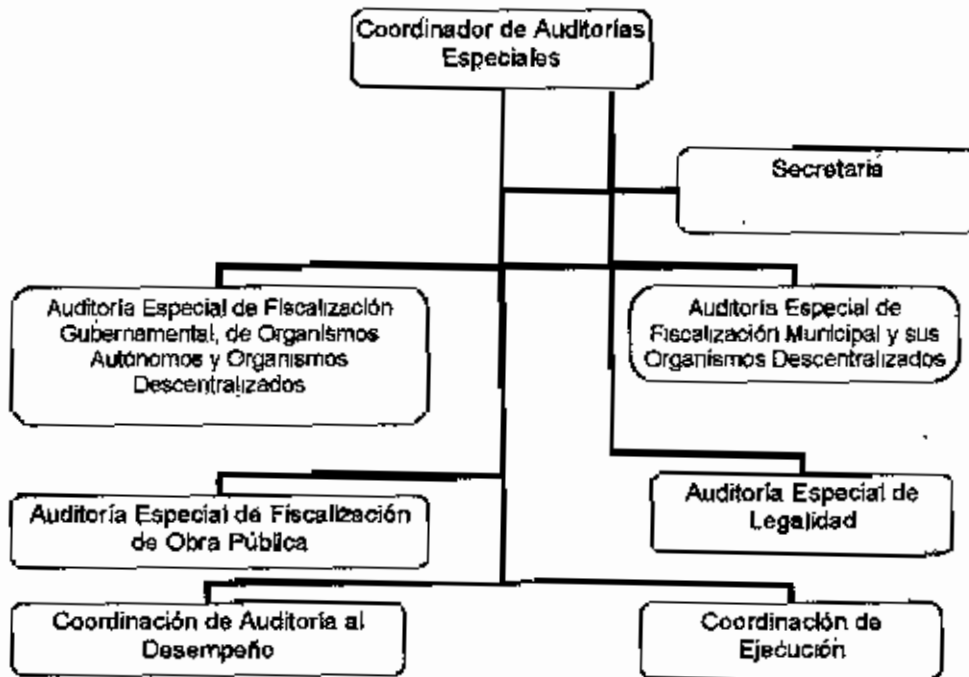 Coordinador de Auditorías
Especiales
Secretaria
Auditoría Especial de Fiscalización
Gubernamental, de Organismos
Autónomos y Organismos
Descentralizados
Auditoría Especial de
Fiscalización Municipal y sus
Organismos Descentralizados
Auditoría Especial de Fiscalización
de Obra Pública
Auditoría Especial de
Legalidad
Coordinación de Auditoría al
Desempeño
Coordinación de
Ejecución